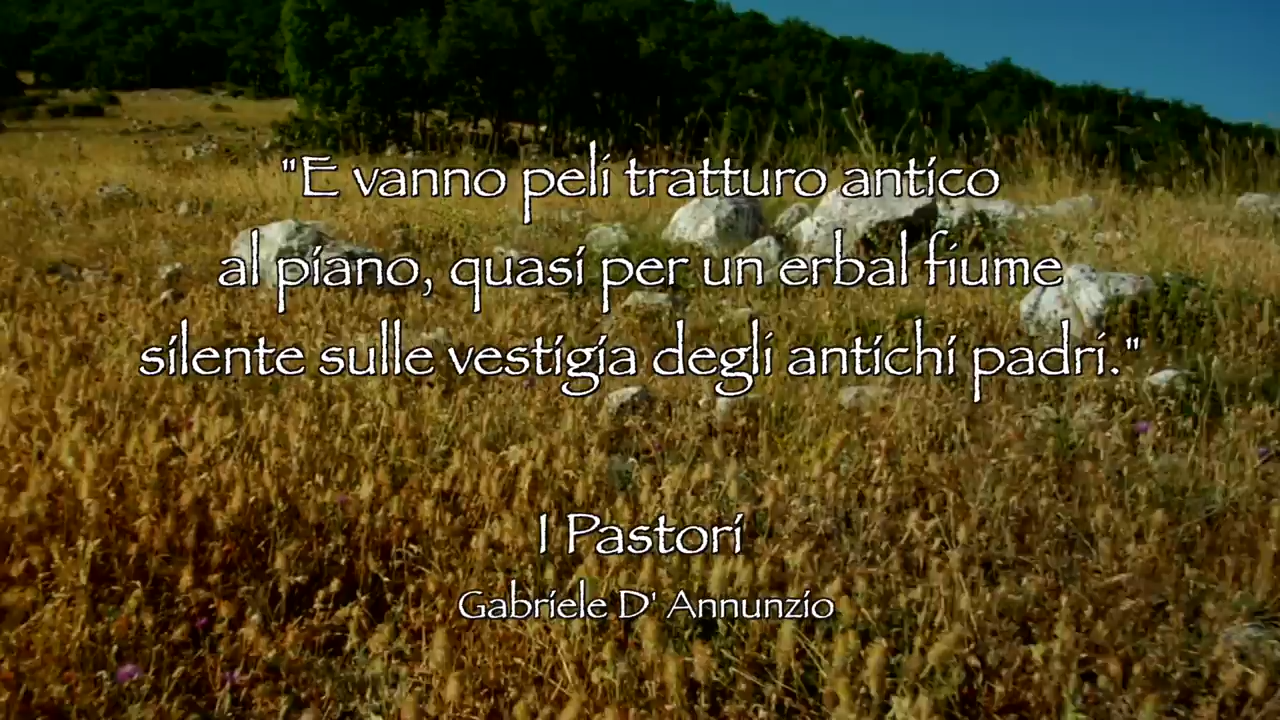 "E vanno peli tratturo antico
al piano, quasi per un erbal fiume
silente sulle vestigia degli antichi padri."
I Pastori
Gabriele D' Annunzio